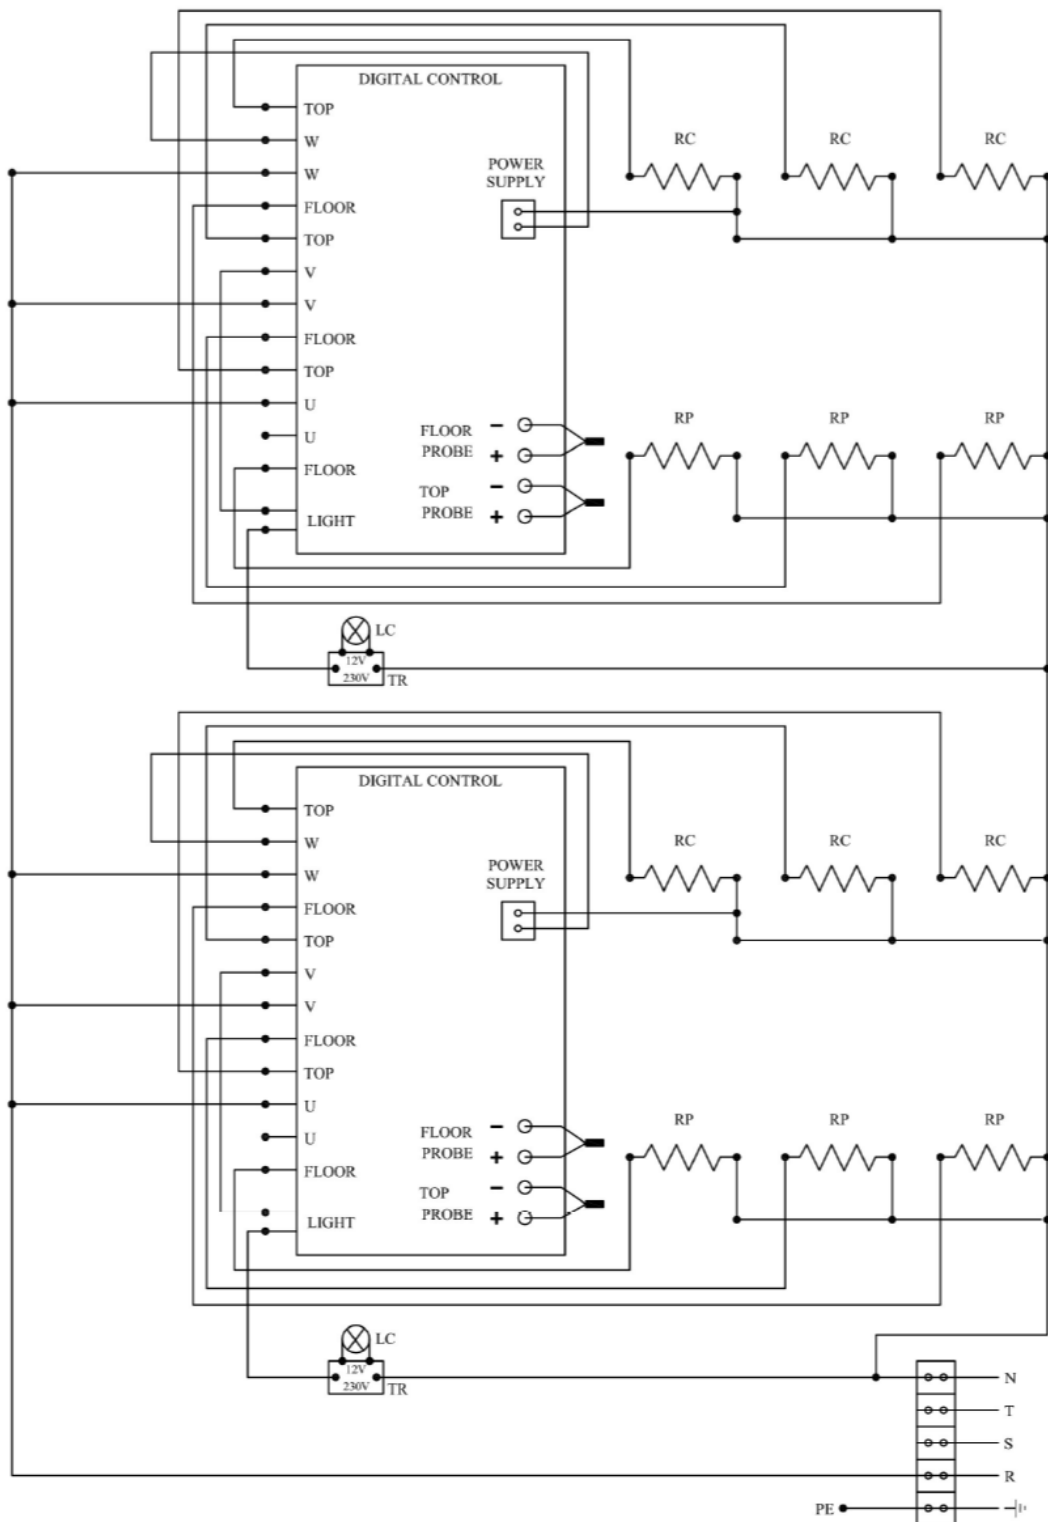 DIGITAL CONTROL
TOP
W
W
FLOOR
TOP
V
V
FLOOR
TOP
U
U
FLOOR
LIGHT
POWER
SUPPLY
FLOOR
PROBE
TOP
PROBE
- 
+
-
+
RC RC RC
RP RP RP
LC
12V
230V TR
DIGITAL CONTROL
TOP
W
W
FLOOR
TOP
V
V
FLOOR
TOP
U
U
FLOOR
LIGHT
POWER
SUPPLY
FLOOR
PROBE
TOP
PROBE
-
+
-
+
RC RC RC
RP RP RP
LC
12V
230V TR
N
T
S
R
PE